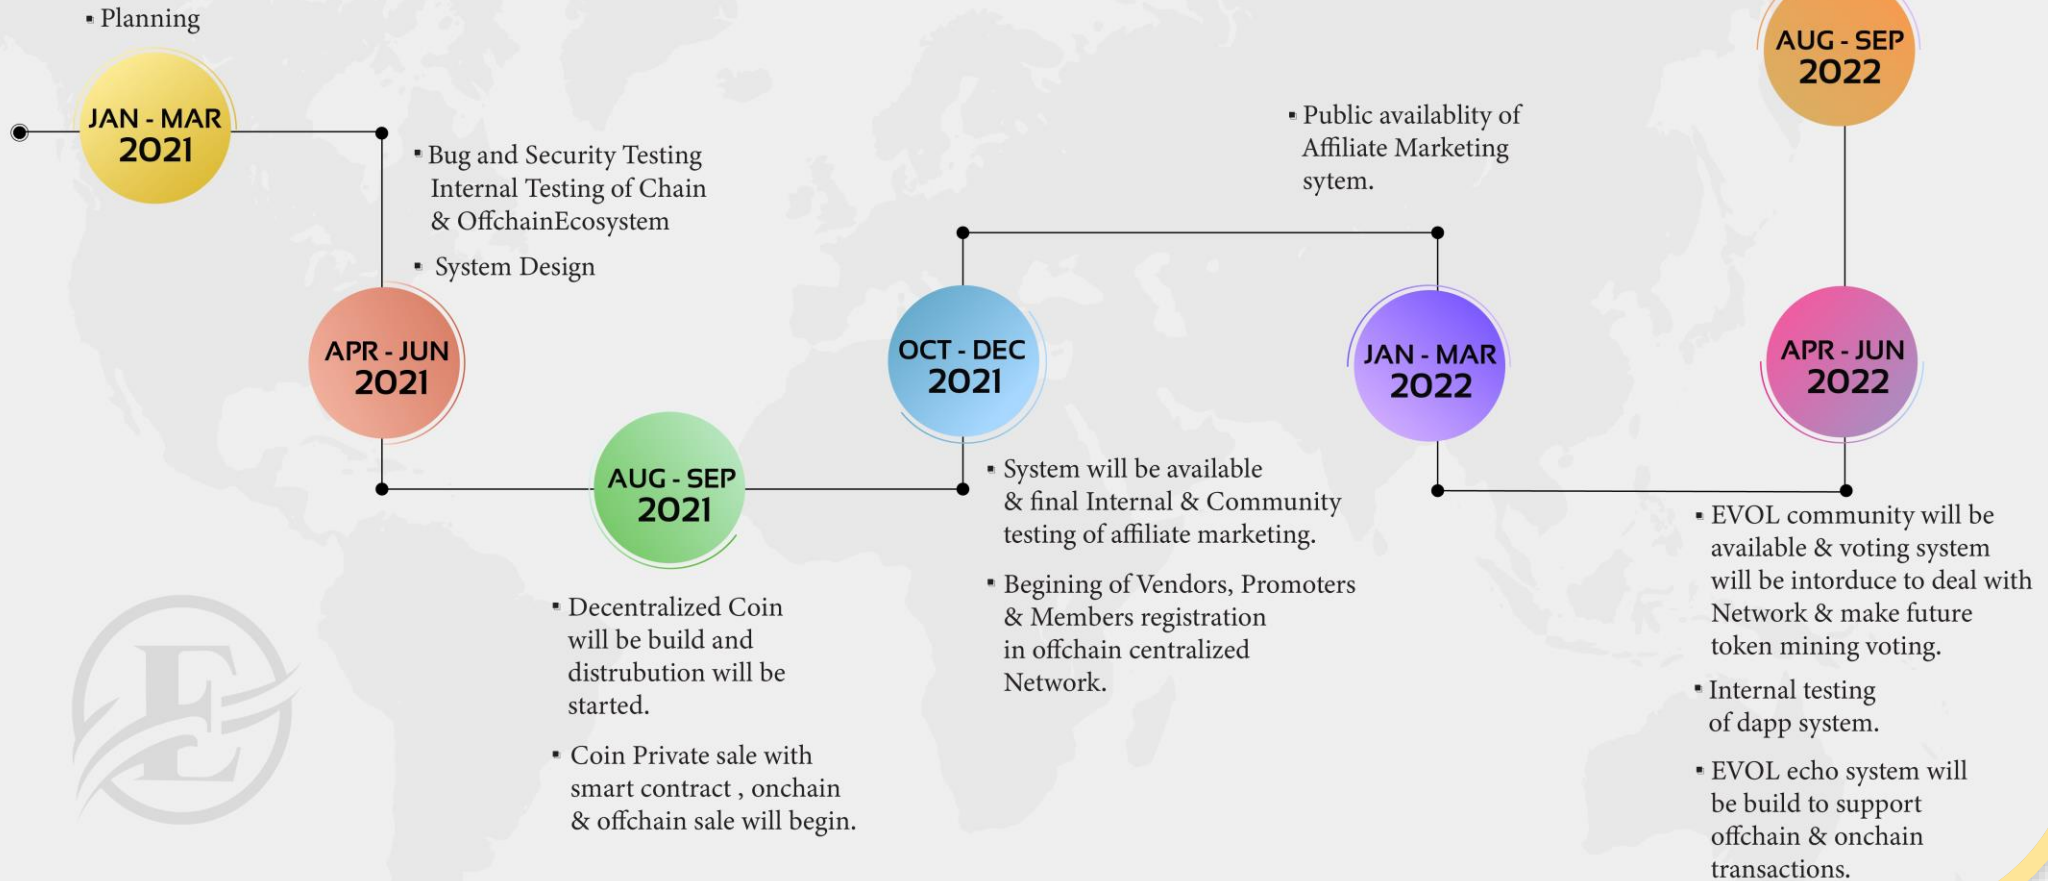 ▪ Planning
JAN - MAR
2021
▪ Bug and Security Testing
Internal Testing of Chain
& OffchainEcosystem
▪ System Design
APR - JUN
2021
AUG - SEP
2021
▪ Decentralized Coin
will be build and
distrubution will be
started.
▪ Coin Private sale with
smart contract , onchain
& offchain sale will begin.
OCT - DEC
2021
▪ System will be available
& final Internal & Community
testing of affiliate marketing.
▪ Begining of Vendors, Promoters
& Members registration
in offchain centralized
Network.
▪ Public availablity of
Affiliate Marketing
sytem.
JAN - MAR
2022
APR - JUN
2022
▪ EVOL community will be
available & voting system
will be intorduce to deal with
Network & make future
token mining voting.
▪ Internal testing
of dapp system.
▪ EVOL echo system will
be build to support
offchain & onchain
transactions.
AUG - SEP
2022
E